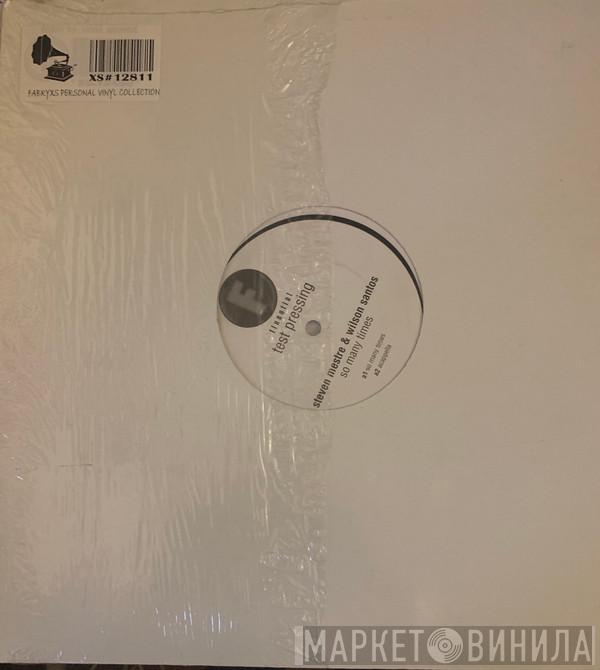 XS#12811
FABRYXS PERSONAL VINYL COLLECTION
F
financial
test pressing
steven mestre & wilson santos
so many times
a1 so many times
a2 acappella
МАРКЕТ ВИНИЛА